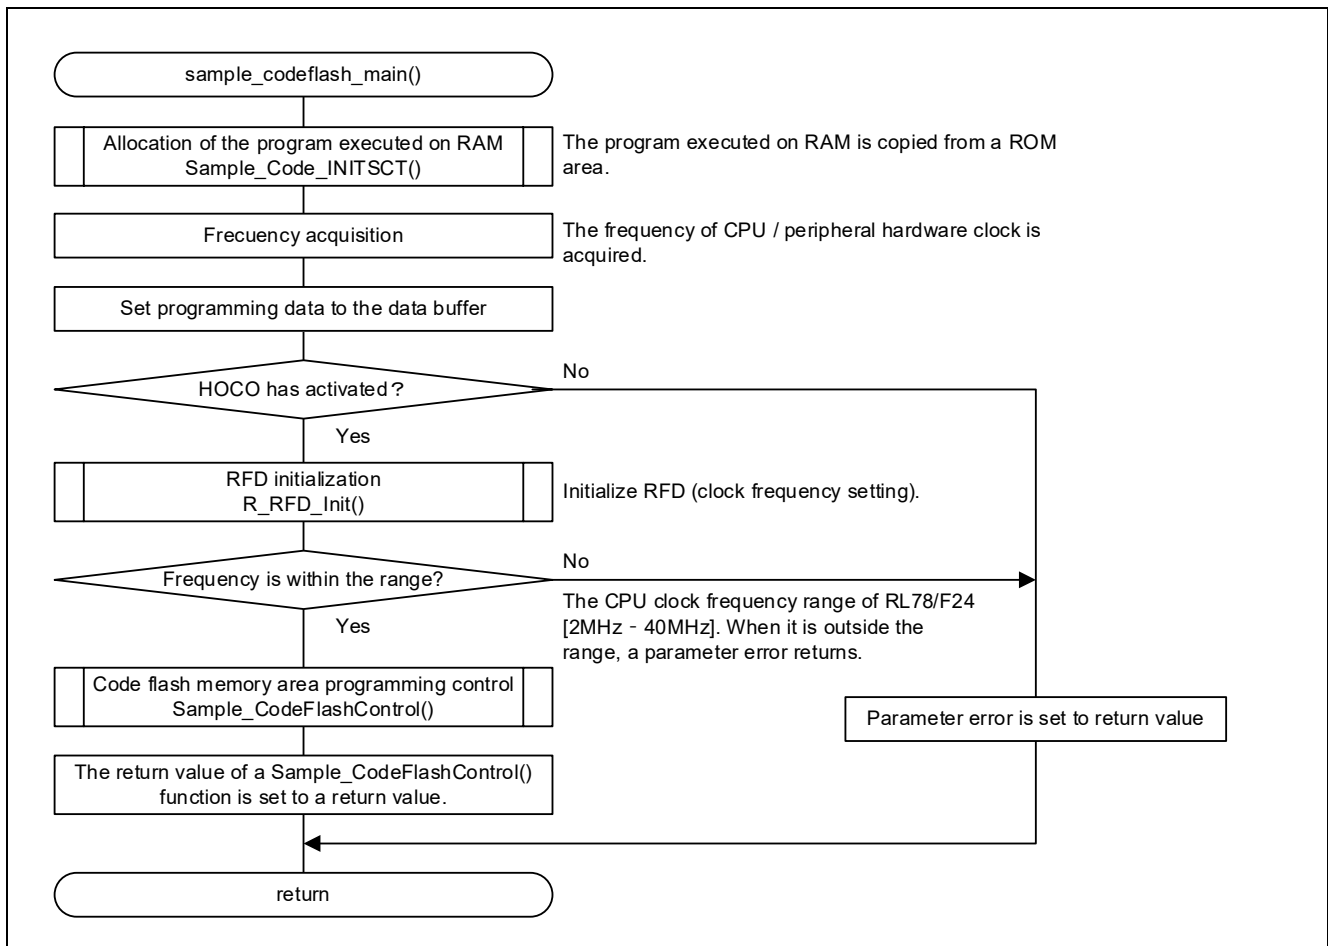 sample_codeflash_main()
Allocation of the program executed on RAM
Sample_Code_INITSCT()
The program executed on RAM is copied from a ROM
area.
Frecuency acquisition
The frequency of CPU / peripheral hardware clock is
acquired.
Set programming data to the data buffer
HOCO has activated？
No
Yes
RFD initialization
R_RFD_Init()
Initialize RFD (clock frequency setting).
Frequency is within the range?
No
The CPU clock frequency range of RL78/F24
[2MHz - 40MHz]. When it is outside the
range, a parameter error returns.
Yes
Code flash memory area programming control
Sample_CodeFlashControl()
Parameter error is set to return value
The return value of a Sample_CodeFlashControl()
function is set to a return value.
return